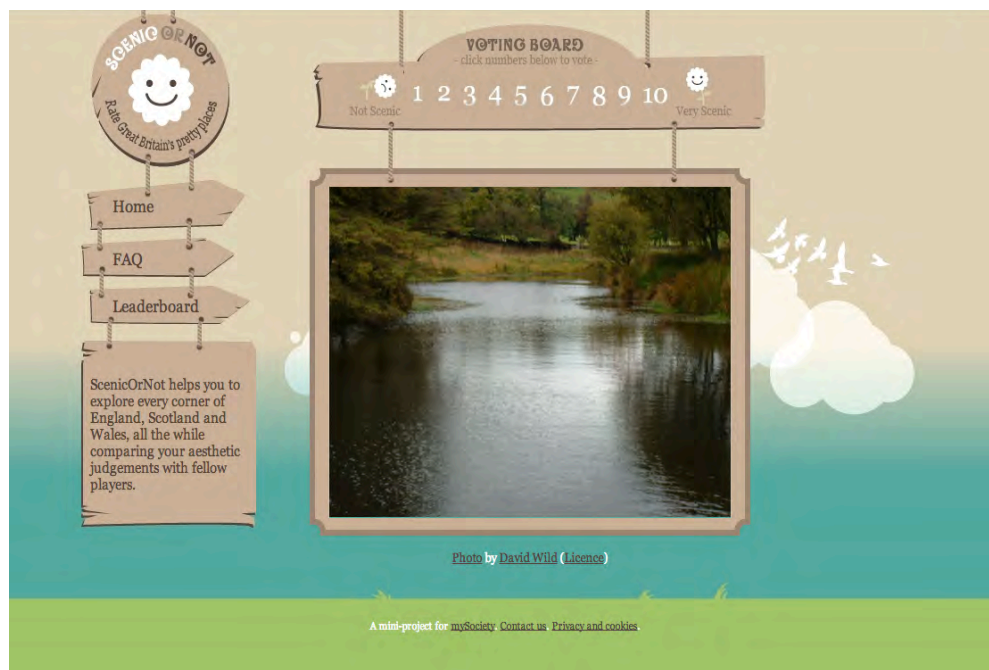 SCENIC OR NOT
Rate Great Britain's pretty places
Home
FAQ
Leaderboard
ScenicOrNot helps you to
explore every corner of
England, Scotland and
Wales, all the while
comparing your aesthetic
judgements with fellow
players.
VOTING BOARD
- click numbers below to vote -
1 2 3 4 5 6 7 8 9 10
Not Scenic
Very Scenic
Photo by David Wild (Licence)
A mini-project for mySociety. Contact us. Privacy and cookies.